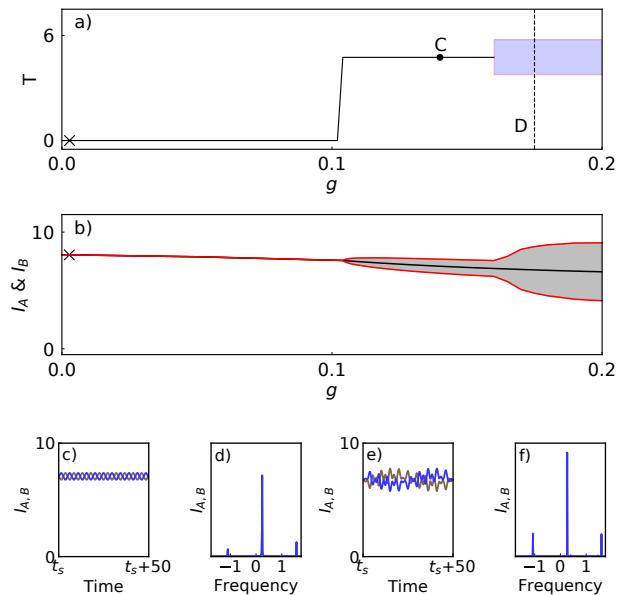 a)
6
T
C
D
0
0.0
0.1
0.2
g
b)
10
I_A & I_B
0
0.0
0.1
0.2
g
10
c)
d)
10
e)
f)
I_{A,B}
I_{A,B}
I_{A,B}
I_{A,B}
0
0
t_s
t_s+50
−1
0
1
t_s
t_s+50
−1
0
1
Time
Frequency
Time
Frequency